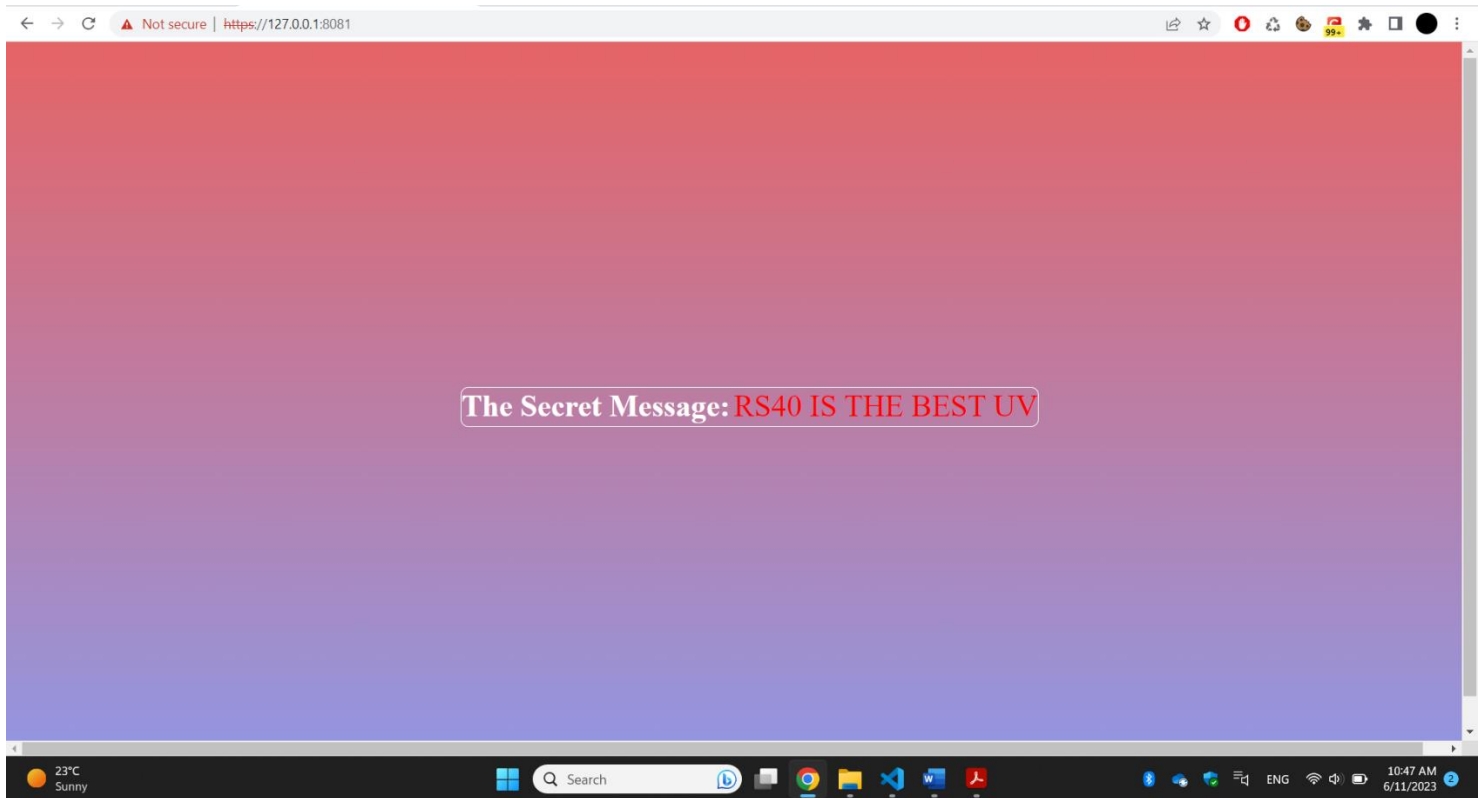 Not secure | https://127.0.0.1:8081
99+
The Secret Message: RS40 IS THE BEST UV
23°C
Sunny
Search
ENG
10:47 AM
6/11/2023
2